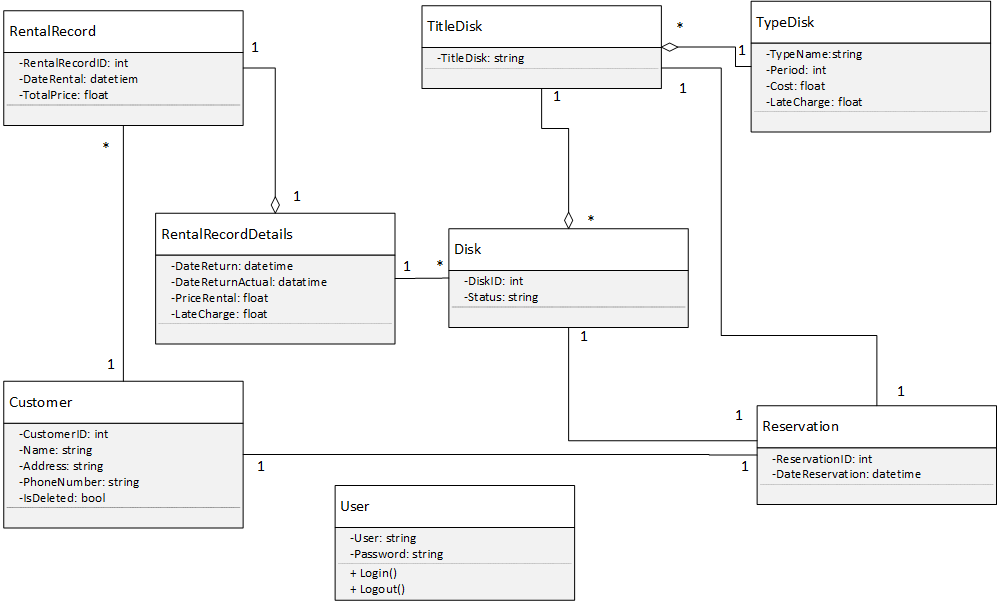 RentalRecord
-RentalRecordID: int
-DateRental: datetiem
-TotalPrice: float
1
*
TitleDisk
-TitleDisk: string
*
1
1
1
TypeDisk
-TypeName:string
-Period: int
-Cost: float
-LateCharge: float
1
RentalRecordDetails
-DateReturn: datetime
-DateReturnActual: datatime
-PriceRental: float
-LateCharge: float
1
*
*
Disk
-DiskID: int
-Status: string
1
1
Customer
-CustomerID: int
-Name: string
-Address: string
-PhoneNumber: string
-IsDeleted: bool
1
1
1
1
Reservation
-ReservationID: int
-DateReservation: datetime
User
-User: string
-Password: string
+ Login()
+ Logout()